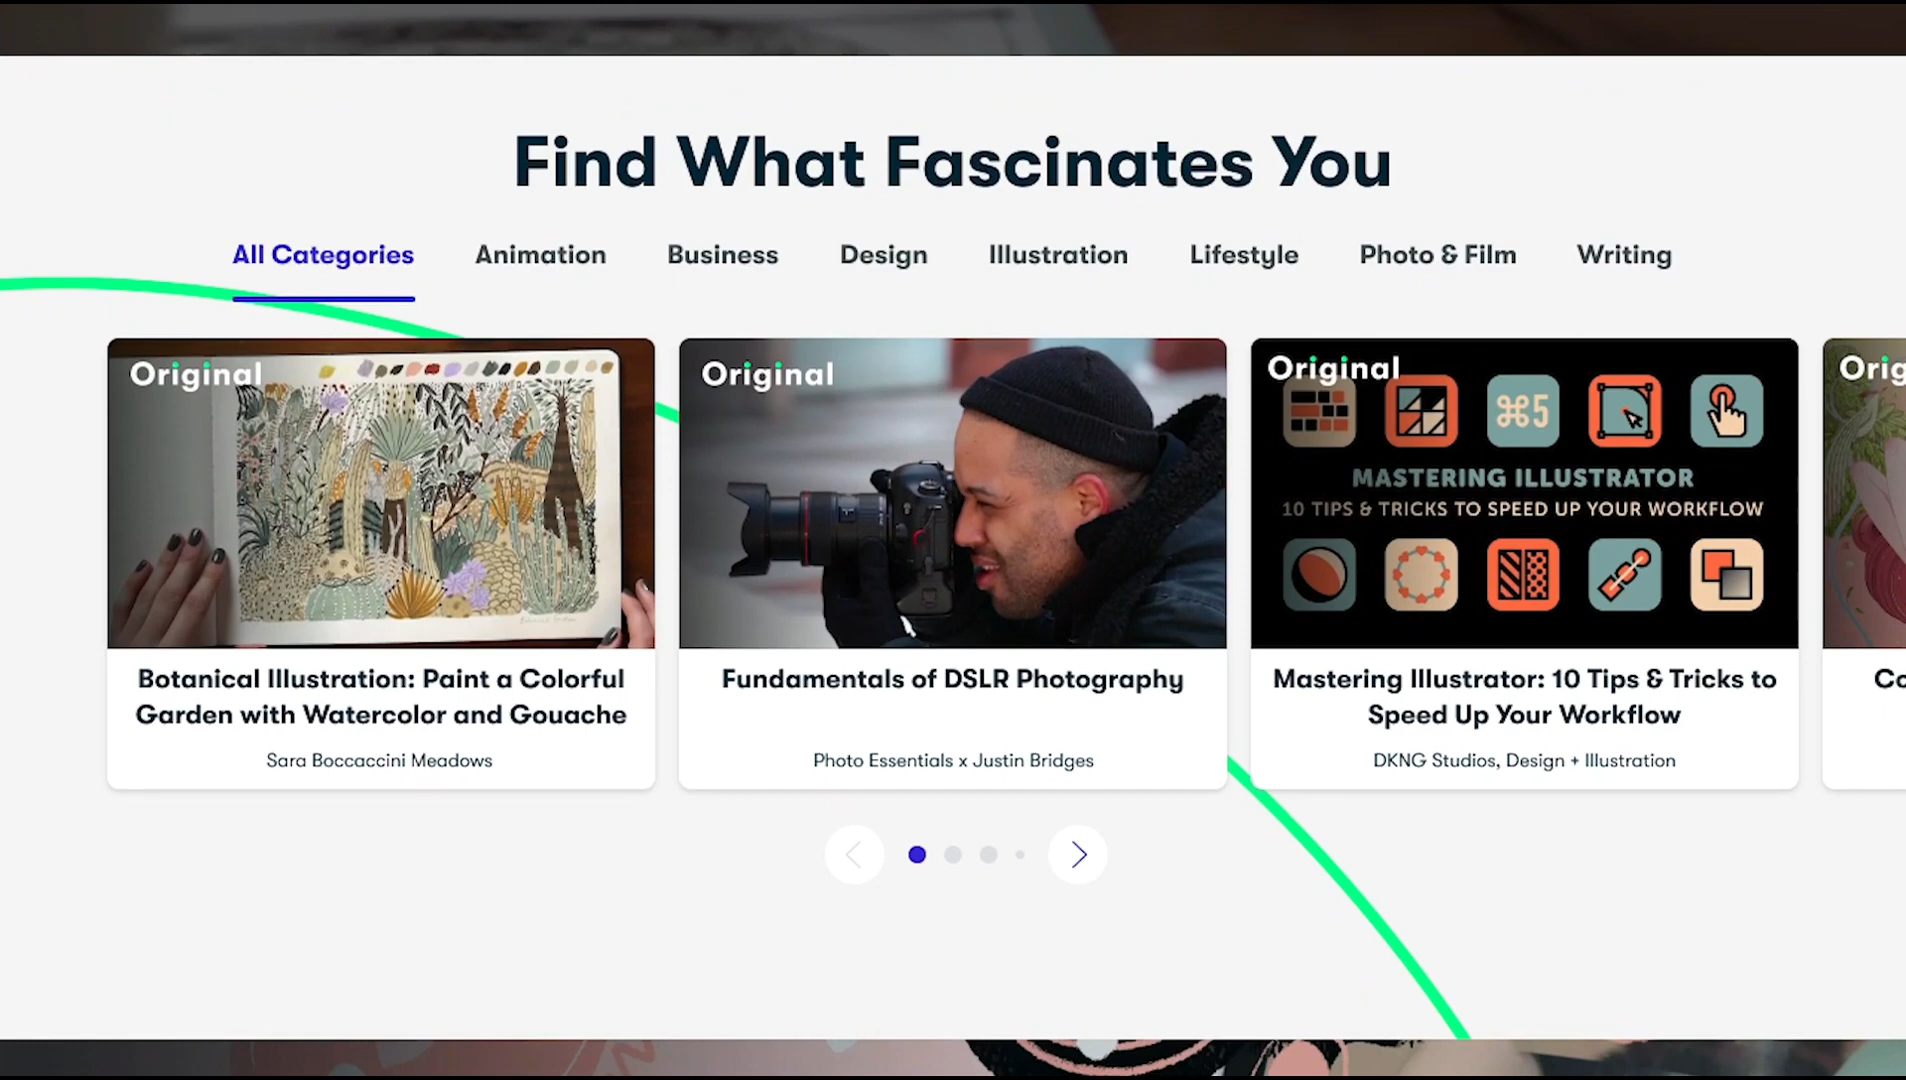 Find What Fascinates You
All Categories
Animation
Business
Design
Illustration
Lifestyle
Photo & Film
Writing
Original
Botanical Illustration: Paint a Colorful
Garden with Watercolor and Gouache
Sara Boccaccini Meadows
Original
Fundamentals of DSLR Photography
Photo Essentials x Justin Bridges
Original
⌘5
MASTERING ILLUSTRATOR
10 TIPS & TRICKS TO SPEED UP YOUR WORKFLOW
Mastering Illustrator: 10 Tips & Tricks to
Speed Up Your Workflow
DKNG Studios, Design + Illustration
Orig
Co